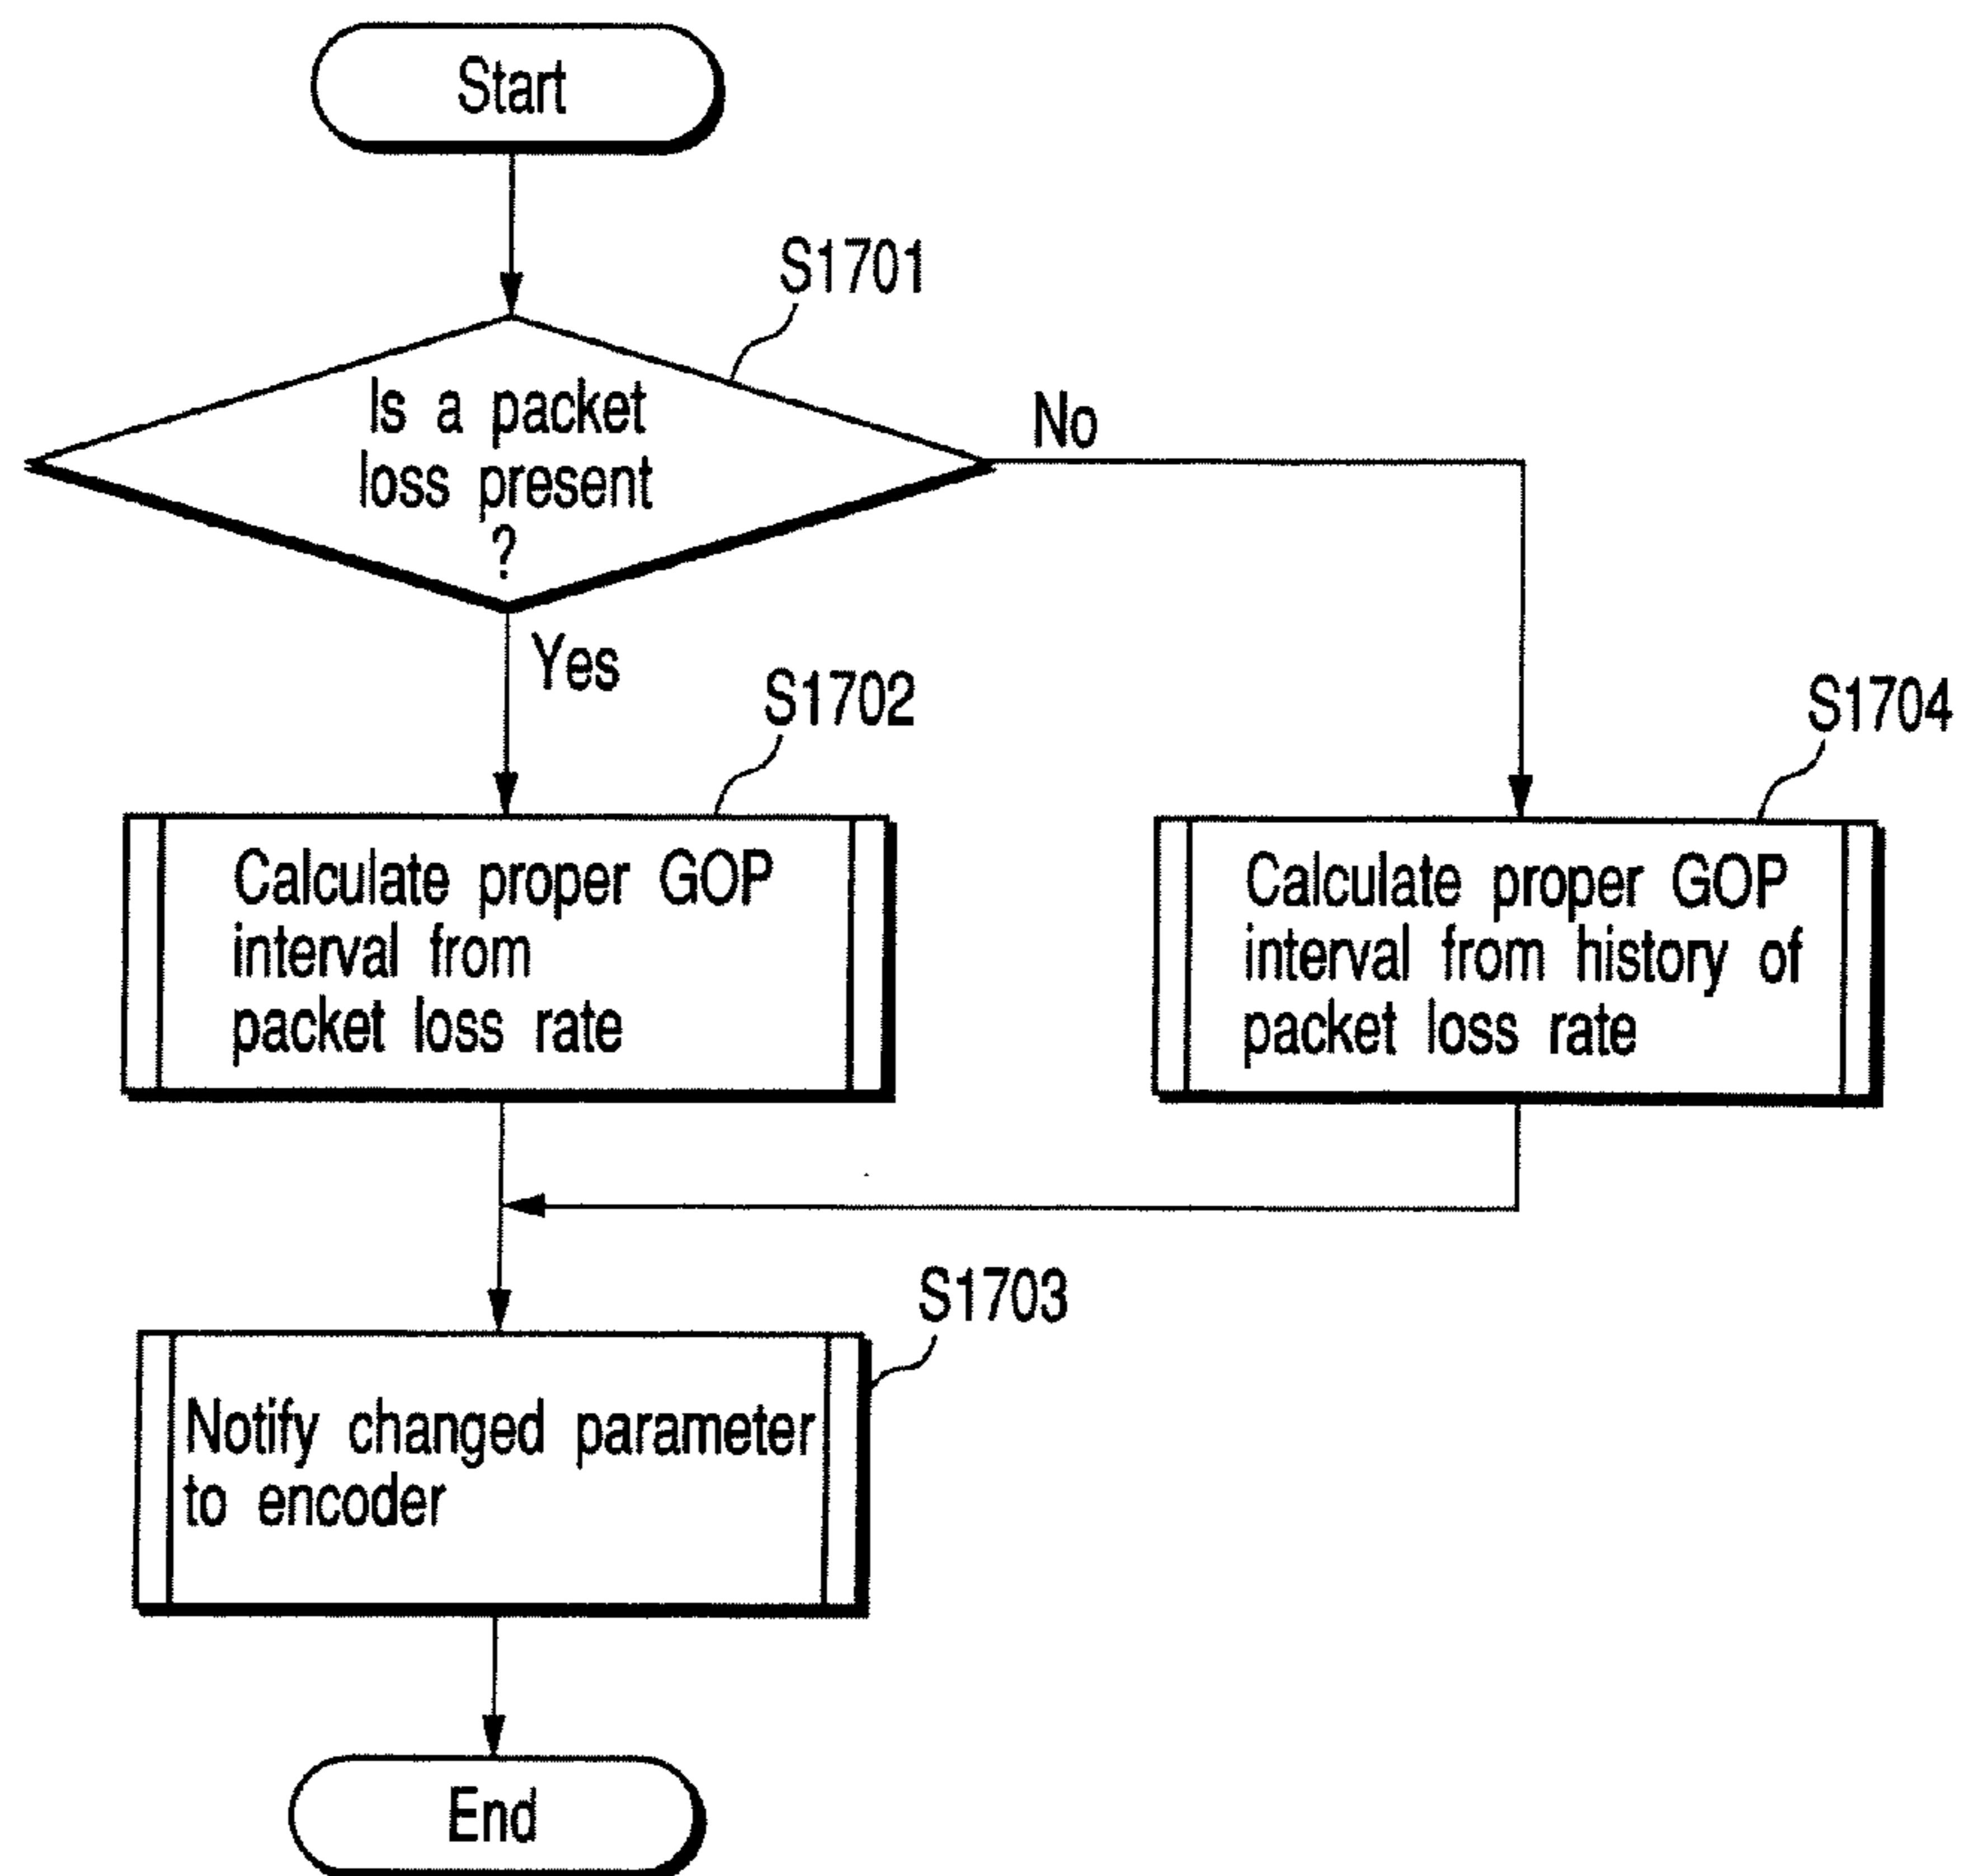 Start
S1701
Is a packet
loss present
?
No
Yes
S1702
S1704
Calculate proper GOP
interval from
packet loss rate
Calculate proper GOP
interval from history of
packet loss rate
S1703
Notify changed parameter
to encoder
End